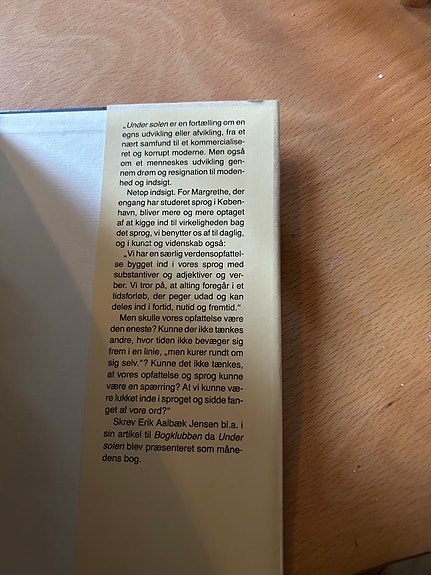 „Under solen er en fortælling om en
egns udvikling eller afvikling, fra et
nært samfund til et kommercialise-
ret og korrupt moderne. Men også
om et menneskes udvikling gen-
nem drøm og resignation til moden-
hed og indsigt.
Netop indsigt. For Margrethe, der
engang har studeret sprog i Køben-
havn, bliver mere og mere optaget
af at kigge ind til virkeligheden bag
det sprog, vi benytter os af til daglig,
og i kunst og videnskab også:
„Vi har en særlig verdensopfattel-
se bygget ind i vores sprog med
substantiver og adjektiver og ver-
ber. Vi tror på, at alting foregår i et
tidsforløb, der peger udad og kan
deles ind i fortid, nutid og fremtid.“
Men skulle vores opfattelse være
den eneste? Kunne der ikke tænkes
andre, hvor tiden ikke bevæger sig
frem i en linie, „men kurer rundt om
sig selv.“? Kunne det ikke tænkes,
at vores opfattelse og sprog kunne
være en spærring? At vi kunne væ-
re lukket inde i sproget og sidde fan-
get af vore ord?“
Skrev Erik Aalbæk Jensen bl.a. i
sin artikel til Bogklubben da Under
solen blev præsenteret som måne-
dens bog.